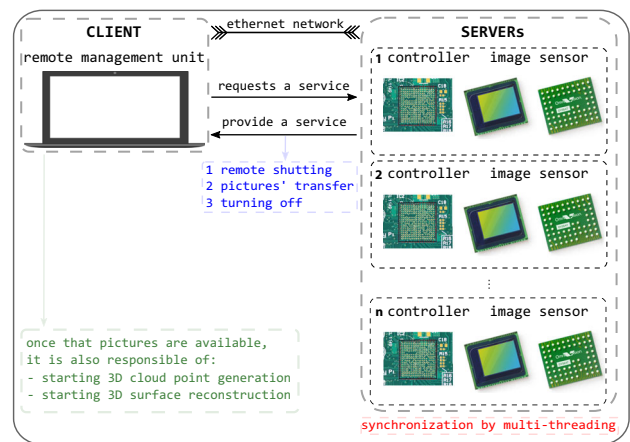 CLIENT
ethernet network
SERVERs
remote management unit
requests a service
provide a service
1 remote shutting
2 pictures' transfer
3 turning off
1 controller image sensor
2 controller image sensor
⋮
n controller image sensor
once that pictures are available,
it is also responsible of:
- starting 3D cloud point generation
- starting 3D surface reconstruction
synchronization by multi-threading